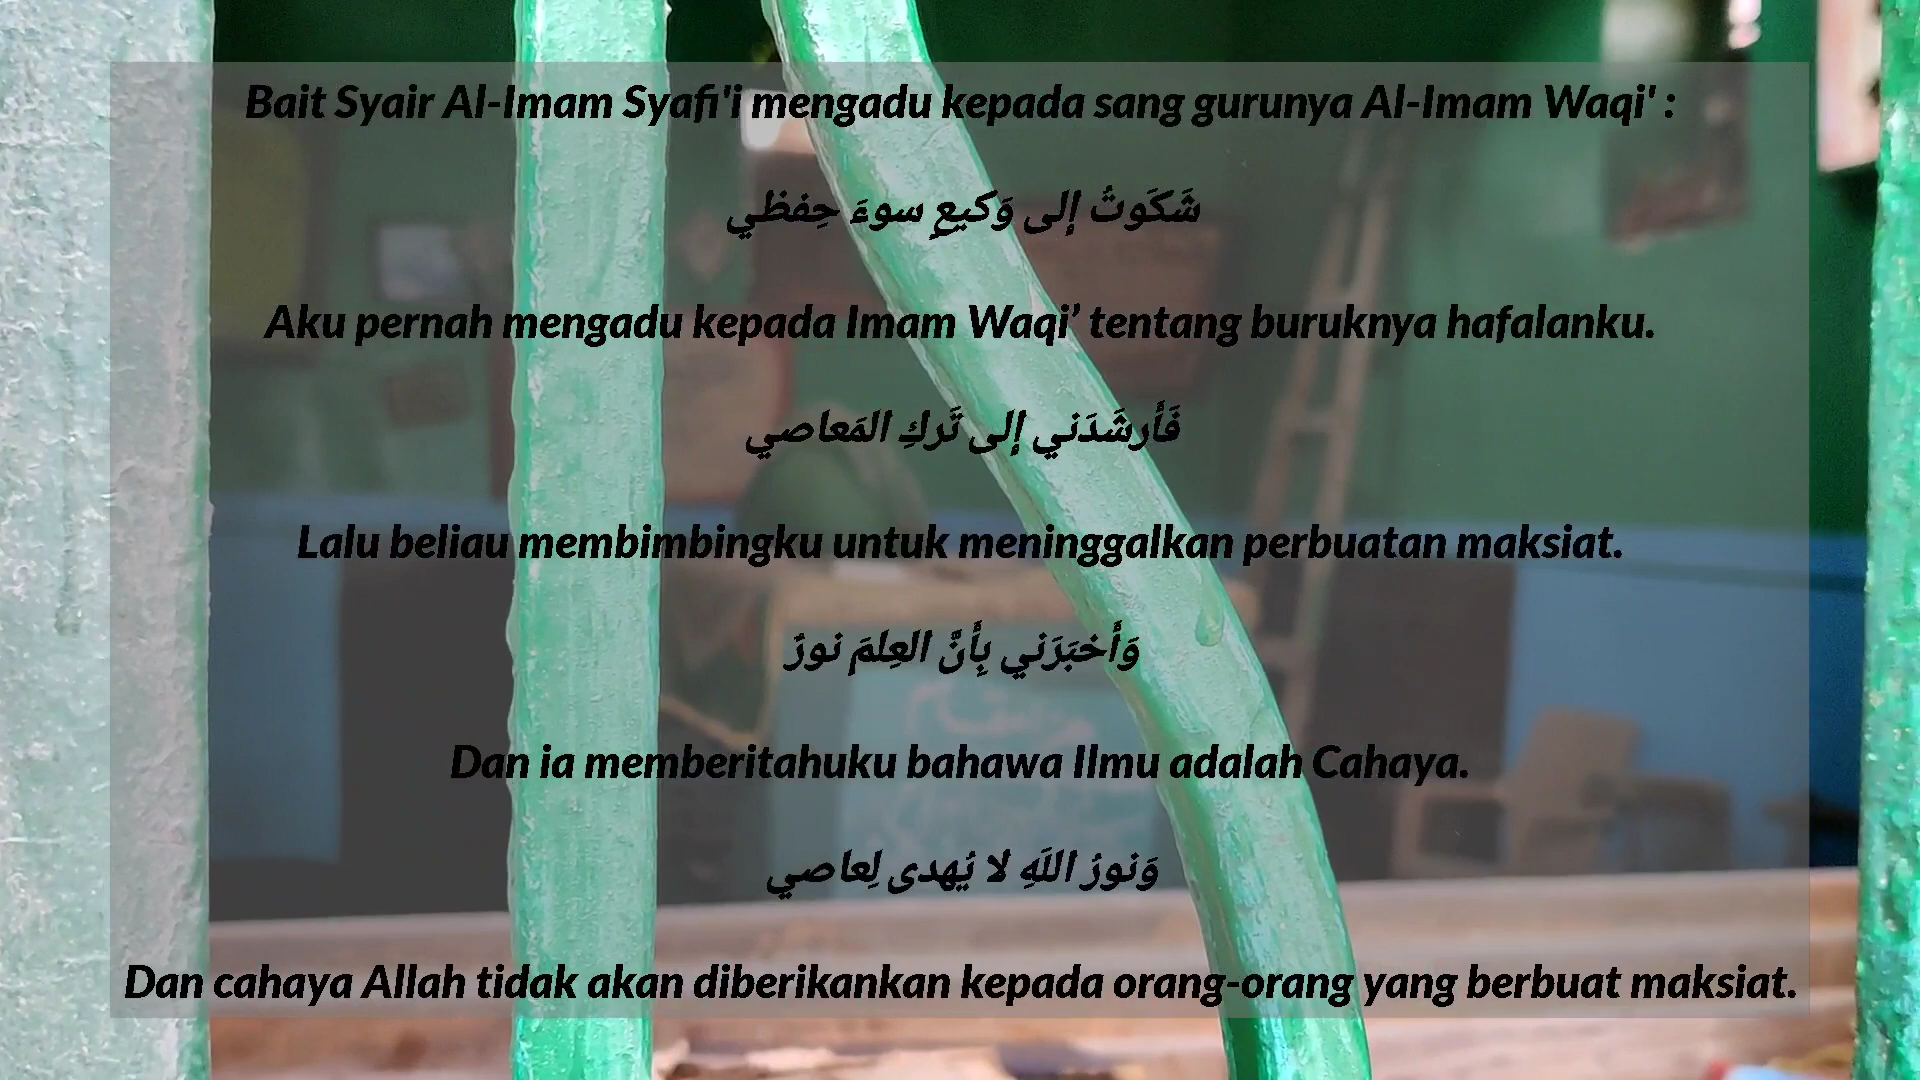 Bait Syair Al-Imam Syafi'i mengadu kepada sang gurunya Al-Imam Waqi' :
شَكَوتُ إلى وَكيعٍ سوءَ حِفظي
Aku pernah mengadu kepada Imam Waqi’ tentang buruknya hafalanku.
فَأَرشَدَني إلى تَركِ المَعاصي
Lalu beliau membimbingku untuk meninggalkan perbuatan maksiat.
وَأَخبَرَني بِأَنَّ العِلمَ نورٌ
Dan ia memberitahuku bahawa Ilmu adalah Cahaya.
وَنورُ اللَهِ لا يُهدى لِعاصي
Dan cahaya Allah tidak akan diberikankan kepada orang-orang yang berbuat maksiat.